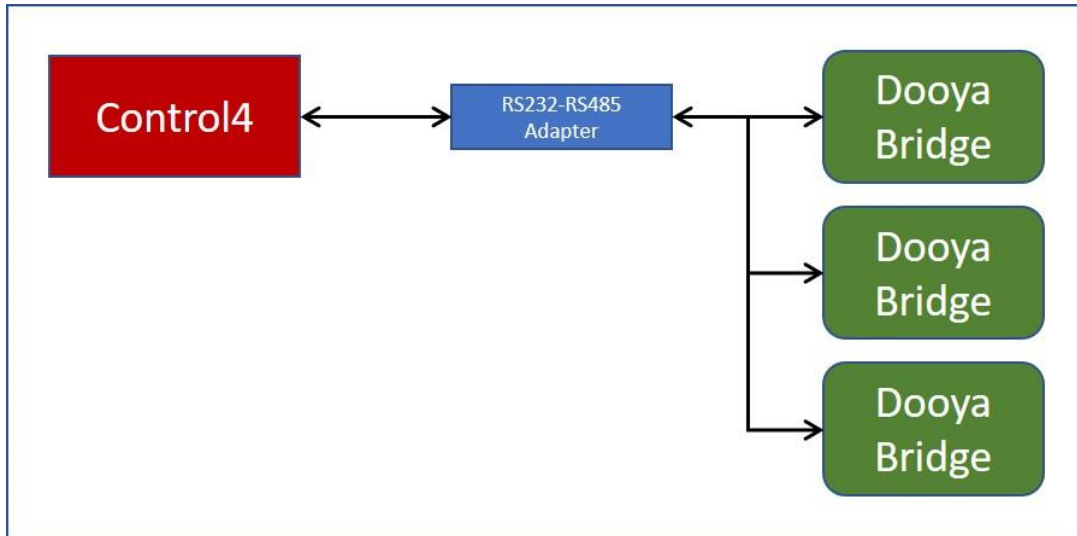 Control4
RS232-RS485
Adapter
Dooya
Bridge
Dooya
Bridge
Dooya
Bridge